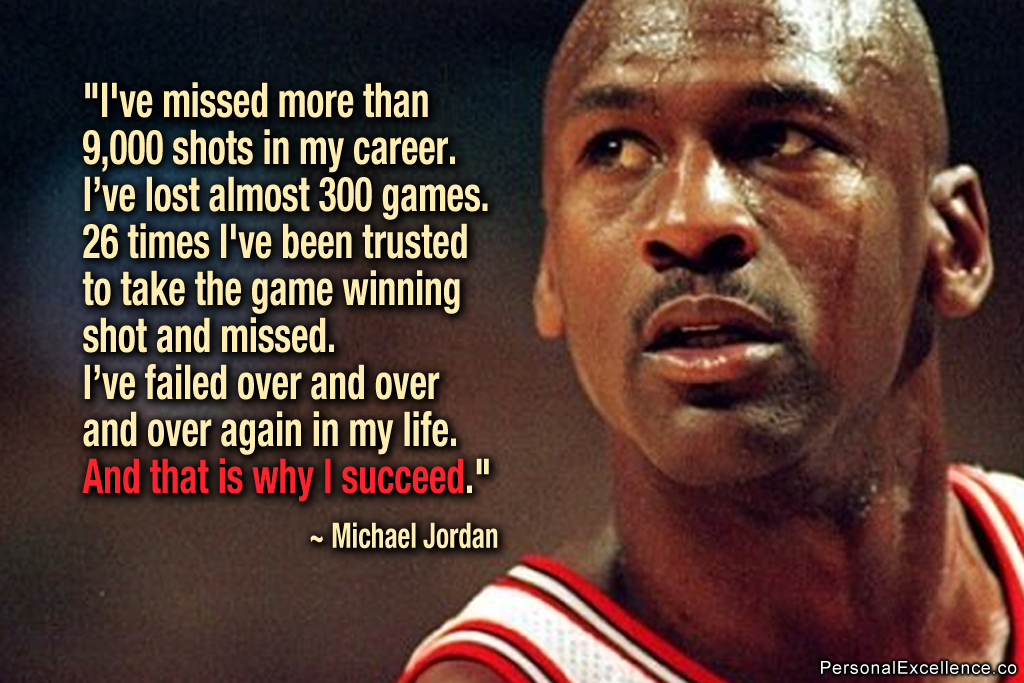 "I've missed more than
9,000 shots in my career.
I’ve lost almost 300 games.
26 times I've been trusted
to take the game winning
shot and missed.
I’ve failed over and over
and over again in my life.
And that is why I succeed."
~ Michael Jordan
PersonalExcellence.co